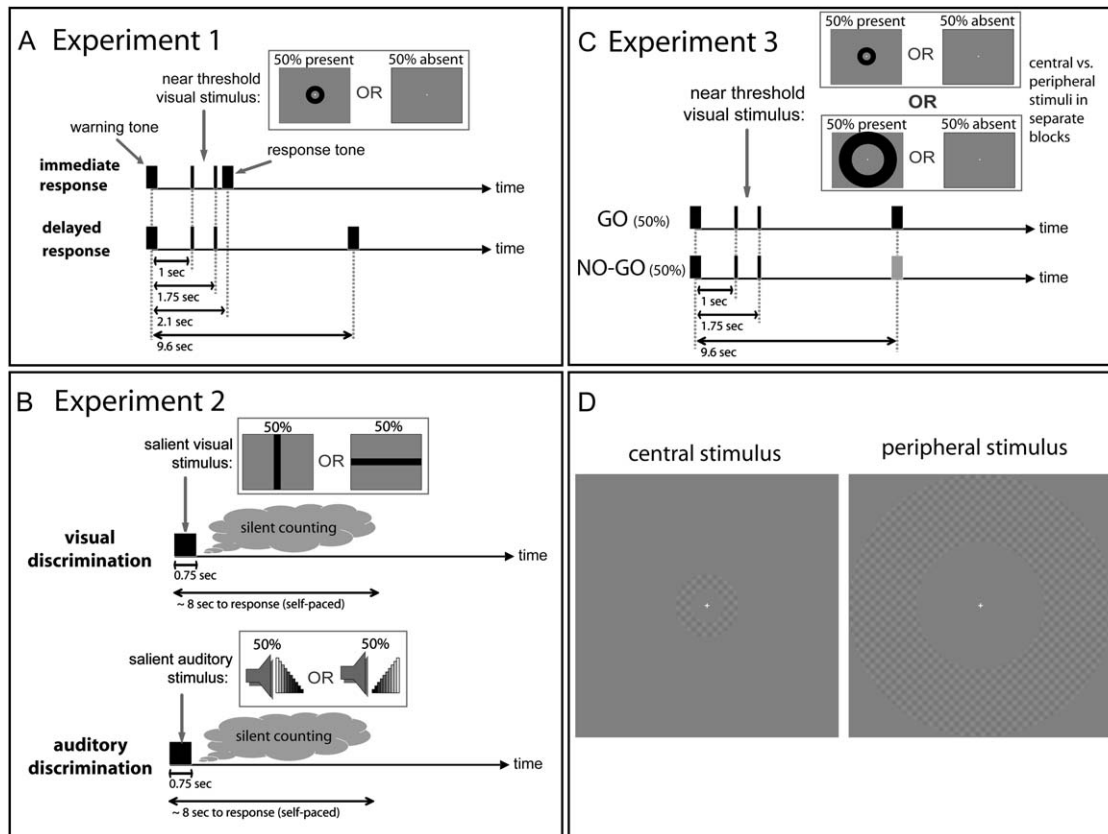 A Experiment 1
50% present
50% absent
near threshold
visual stimulus:
OR
warning tone
response tone
immediate
response
time
delayed
response
time
1 sec
1.75 sec
2.1 sec
9.6 sec
B Experiment 2
50%
50%
salient visual
stimulus:
OR
silent counting
visual
discrimination
time
0.75 sec
~ 8 sec to response (self-paced)
50%
50%
salient auditory
stimulus:
OR
silent counting
auditory
discrimination
time
0.75 sec
~ 8 sec to response (self-paced)
C Experiment 3
50% present
50% absent
OR
near threshold
visual stimulus:
OR
central vs.
peripheral
stimuli in
separate
blocks
50% present
50% absent
OR
GO (50%)
time
NO-GO (50%)
time
1 sec
1.75 sec
9.6 sec
D
central stimulus
peripheral stimulus